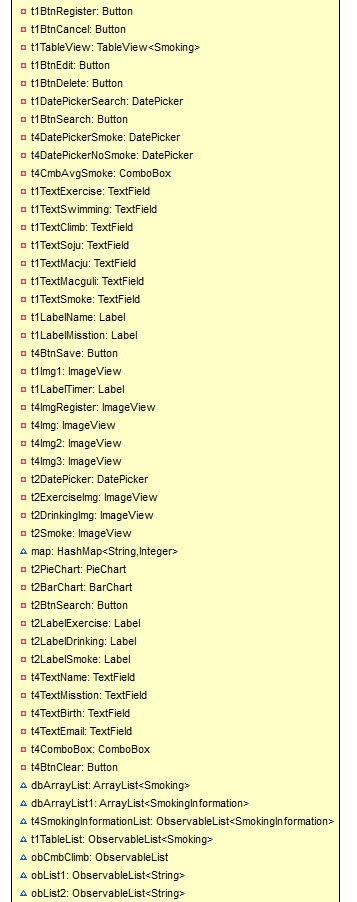 t1BtnRegister: Button
t1BtnCancel: Button
t1TableView: TableView<Smoking>
t1BtnEdit: Button
t1BtnDelete: Button
t1DatePickerSearch: DatePicker
t1BtnSearch: Button
t4DatePickerSmoke: DatePicker
t4DatePickerNoSmoke: DatePicker
t4CmbAvgSmoke: ComboBox
t1TextExercise: TextField
t1TextSwimming: TextField
t1TextClimb: TextField
t1TextSoju: TextField
t1TextMacju: TextField
t1TextMacguli: TextField
t1TextSmoke: TextField
t1LabelName: Label
t1LabelMisstion: Label
t4BtnSave: Button
t1Img1: ImageView
t1LabelTimer: Label
t4ImgRegister: ImageView
t4Img: ImageView
t4Img2: ImageView
t4Img3: ImageView
t2DatePicker: DatePicker
t2ExerciseImg: ImageView
t2DrinkingImg: ImageView
t2Smoke: ImageView
map: HashMap<String,Integer>
t2PieChart: PieChart
t2BarChart: BarChart
t2BtnSearch: Button
t2LabelExercise: Label
t2LabelDrinking: Label
t2LabelSmoke: Label
t4TextName: TextField
t4TextMisstion: TextField
t4TextBirth: TextField
t4TextEmail: TextField
t4ComboBox: ComboBox
t4BtnClear: Button
dbArrayList: ArrayList<Smoking>
dbArrayList1: ArrayList<SmokingInformation>
t4SmokingInformationList: ObservableList<SmokingInformation>
t1TableList: ObservableList<Smoking>
obCmbClimb: ObservableList
obList1: ObservableList<String>
obList2: ObservableList<String>